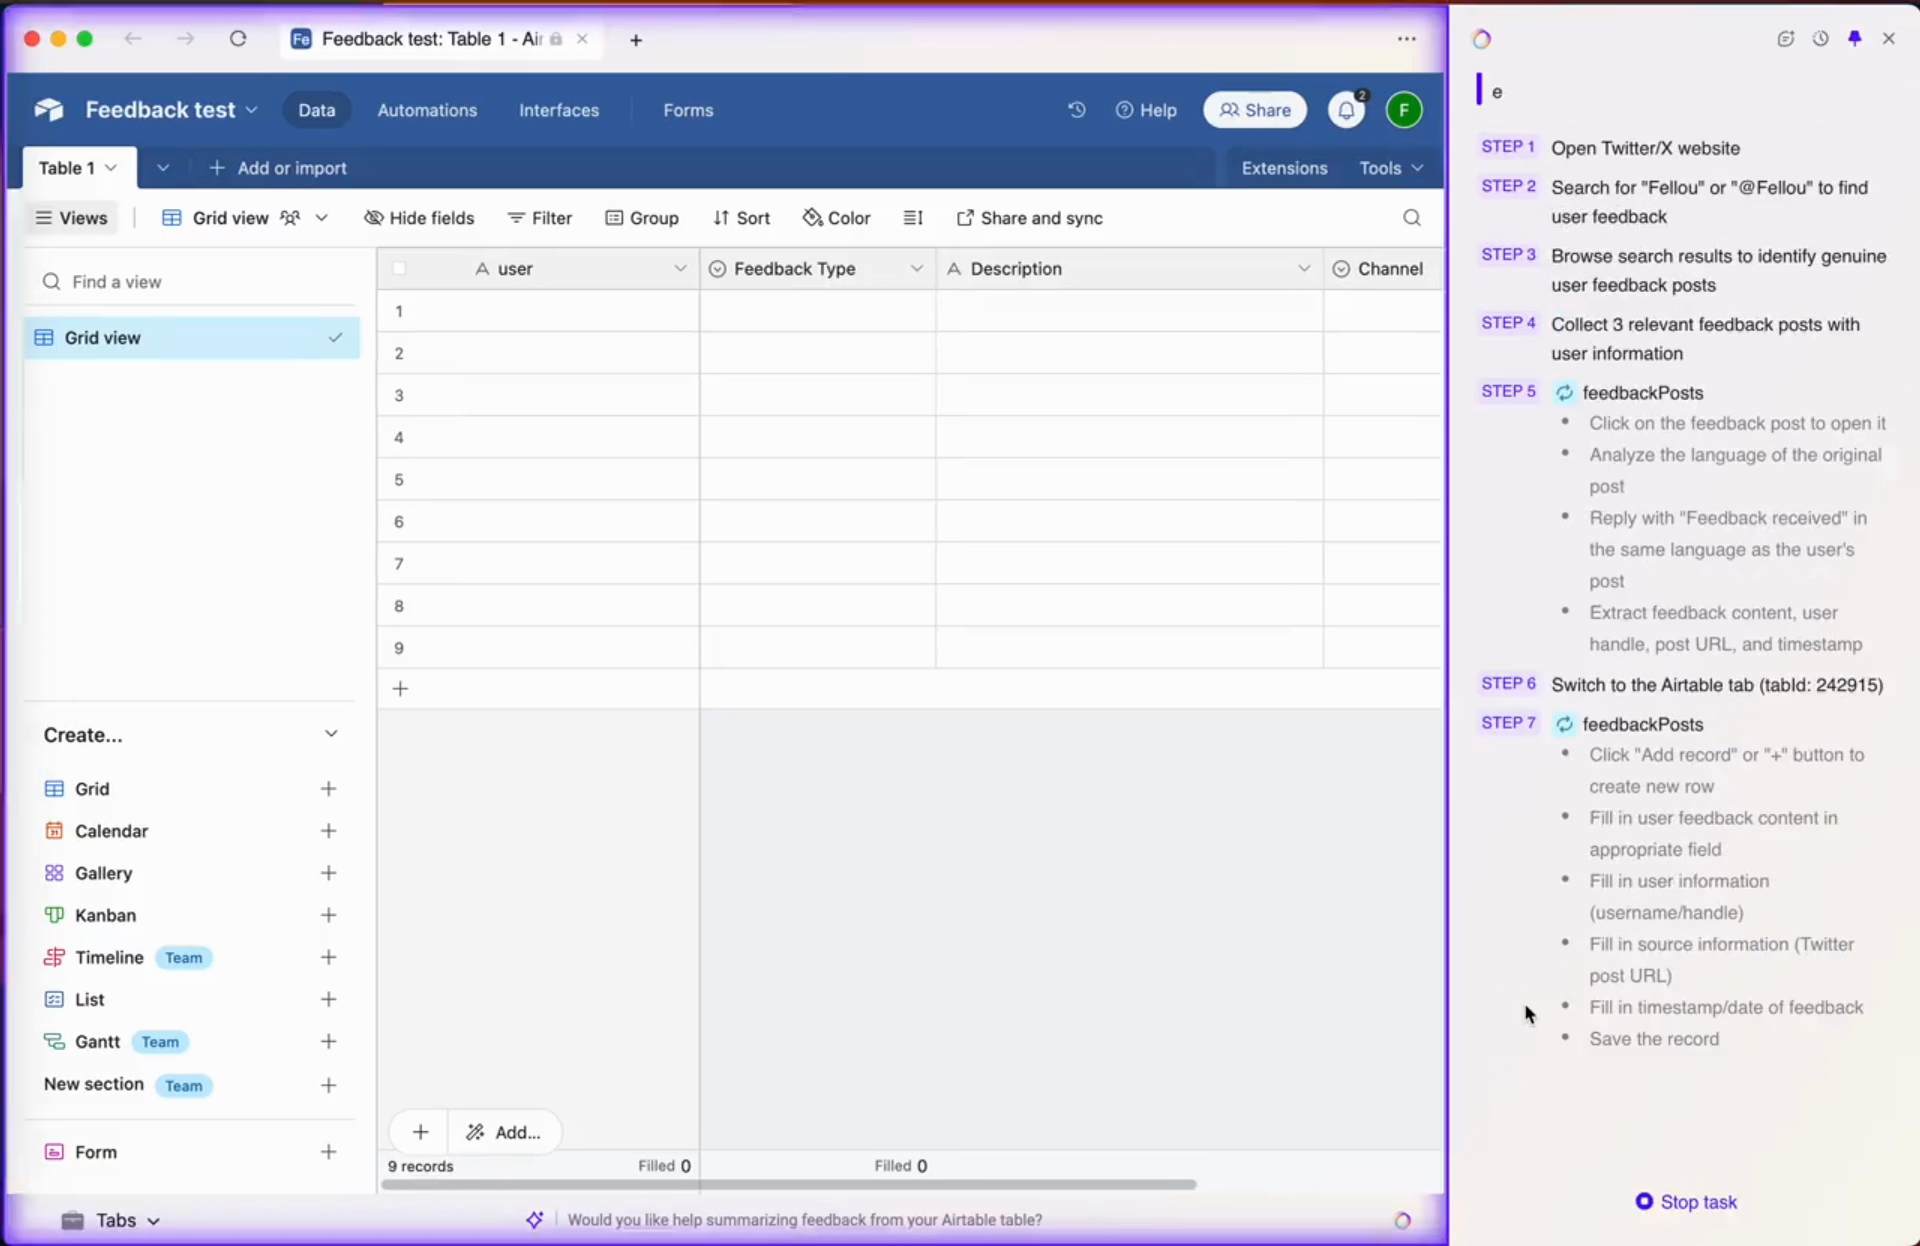 Fe Feedback test: Table 1 - Air
Feedback test
Data
Automations
Interfaces
Forms
Help
Share
2
F
Table 1
Add or import
Extensions
Tools
Views
Grid view
Hide fields
Filter
Group
Sort
Color
Share and sync
Find a view
Grid view
user
Feedback Type
Description
Channel
1
2
3
4
5
6
7
8
9
Create...
Grid
Calendar
Gallery
Kanban
Timeline Team
List
Gantt Team
New section Team
Form
Add...
9 records
Filled 0
Filled 0
Tabs
Would you like help summarizing feedback from your Airtable table?
e
STEP 1 Open Twitter/X website
STEP 2 Search for "Fellou" or "@Fellou" to find
user feedback
STEP 3 Browse search results to identify genuine
user feedback posts
STEP 4 Collect 3 relevant feedback posts with
user information
STEP 5 feedbackPosts
• Click on the feedback post to open it
• Analyze the language of the original
post
• Reply with "Feedback received" in
the same language as the user's
post
• Extract feedback content, user
handle, post URL, and timestamp
STEP 6 Switch to the Airtable tab (tabId: 242915)
STEP 7 feedbackPosts
• Click "Add record" or "+" button to
create new row
• Fill in user feedback content in
appropriate field
• Fill in user information
(username/handle)
• Fill in source information (Twitter
post URL)
• Fill in timestamp/date of feedback
• Save the record
Stop task